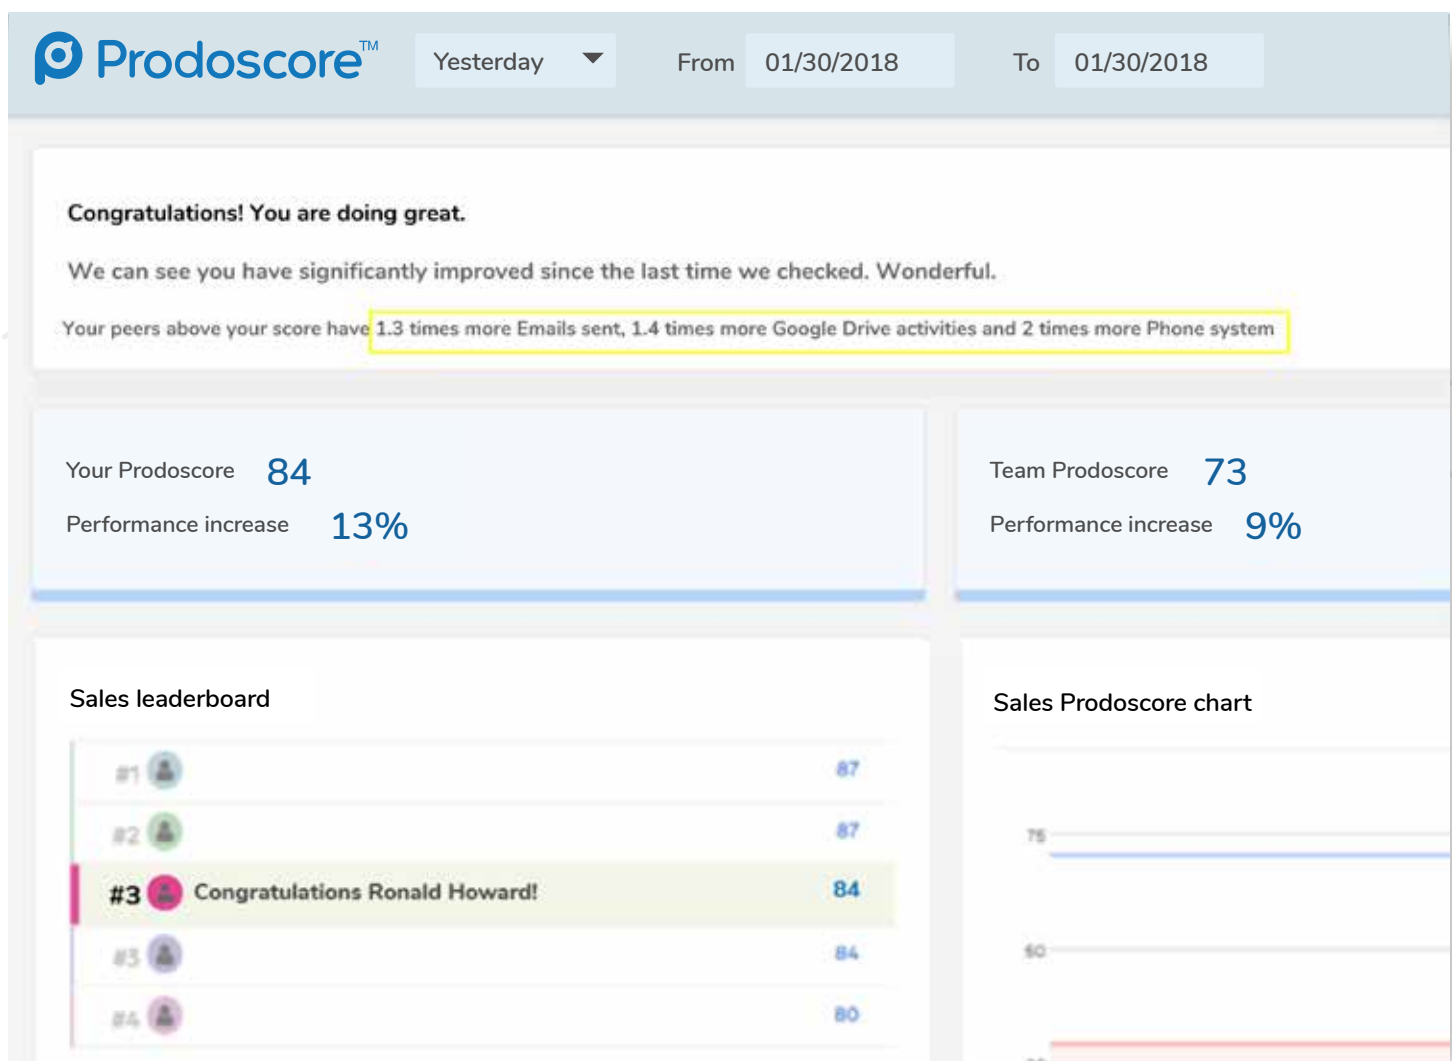 Prodoscore™
Yesterday
From 01/30/2018
To 01/30/2018
Congratulations! You are doing great.
We can see you have significantly improved since the last time we checked. Wonderful.
Your peers above your score have 1.3 times more Emails sent, 1.4 times more Google Drive activities and 2 times more Phone system
Your Prodoscore 84
Performance increase 13%
Team Prodoscore 73
Performance increase 9%
Sales leaderboard
#1 87
#2 87
#3 Congratulations Ronald Howard! 84
#3 84
#4 80
Sales Prodoscore chart
75
60